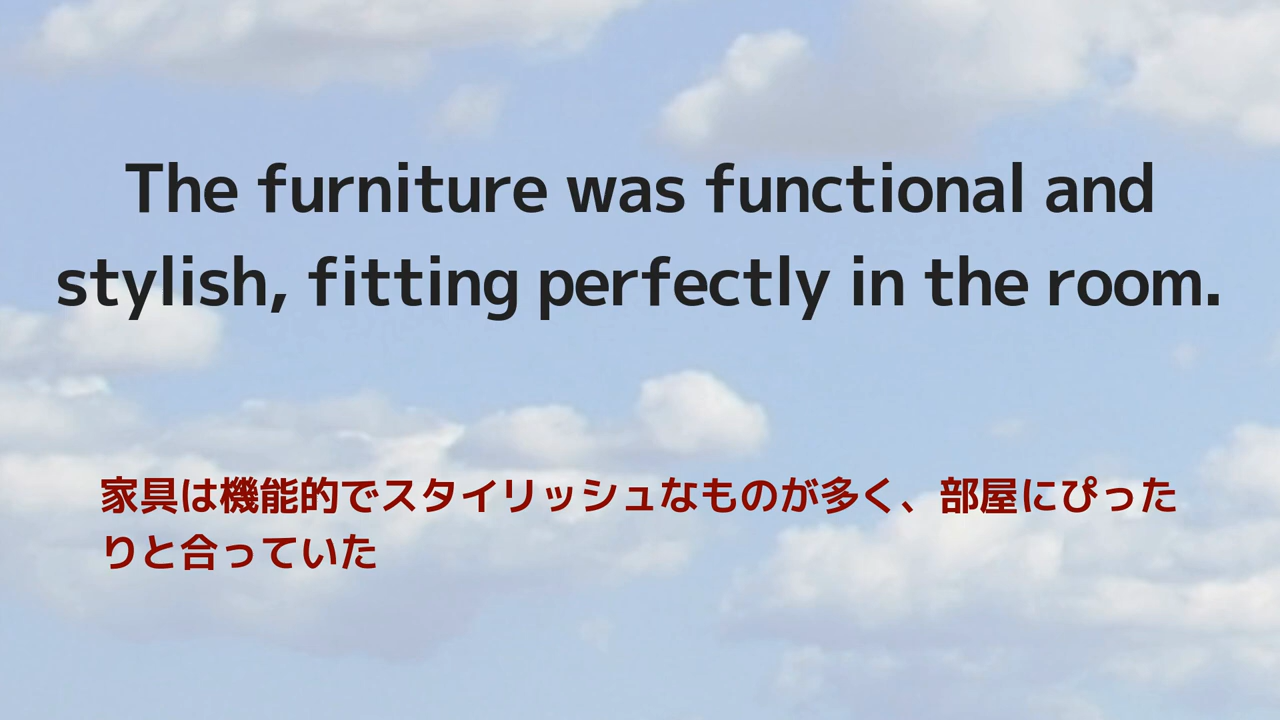 The furniture was functional and
stylish, fitting perfectly in the room.
家具は機能的でスタイリッシュなものが多く、部屋にぴった
りと合っていた